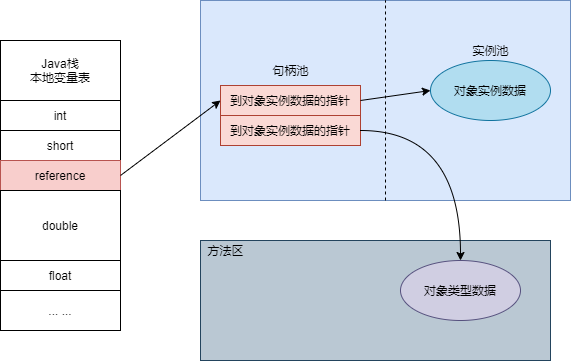 Java栈
本地变量表
int
short
reference
double
float
... ...
句柄池
到对象实例数据的指针
到对象实例数据的指针
实例池
对象实例数据
方法区
对象类型数据